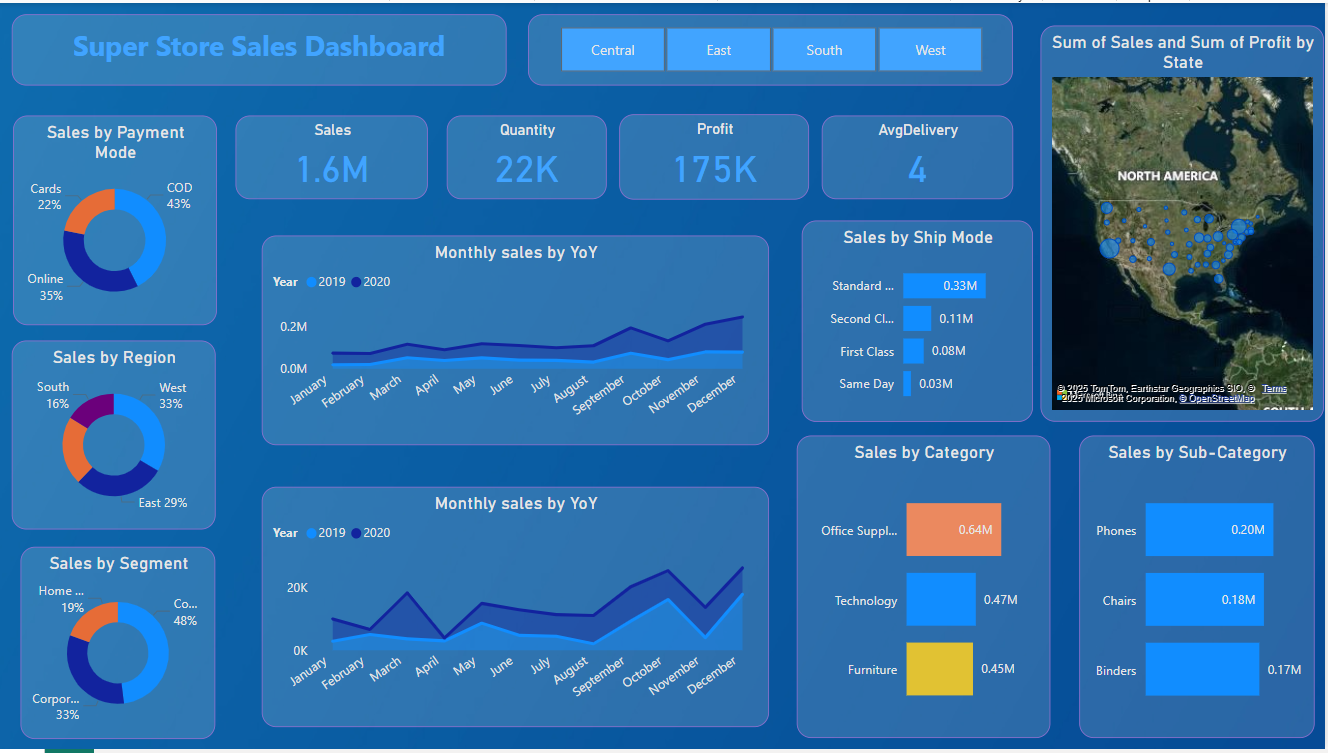 Super Store Sales Dashboard
Central
East
South
West
Sum of Sales and Sum of Profit by
State
NORTH AMERICA
© 2025 TomTom, Earthstar Geographics SIO, ©
Terms
2025 Microsoft Corporation, © OpenStreetMap
Sales by Payment
Mode
Cards
22%
COD
43%
Online
35%
Sales
1.6M
Quantity
22K
Profit
175K
AvgDelivery
4
Monthly sales by YoY
Year 2019 2020
0.2M
0.0M
January
February
March
April
May
June
July
August
September
October
November
December
Sales by Ship Mode
Standard ...
0.33M
Second Cl...
0.11M
First Class
0.08M
Same Day
0.03M
Sales by Region
South
16%
West
33%
East 29%
Monthly sales by YoY
Year 2019 2020
20K
0K
January
February
March
April
May
June
July
August
September
October
November
December
Sales by Category
Office Suppl...
0.64M
Technology
0.47M
Furniture
0.45M
Sales by Sub-Category
Phones
0.20M
Chairs
0.18M
Binders
0.17M
Sales by Segment
Home ...
19%
Co...
48%
Corpor...
33%